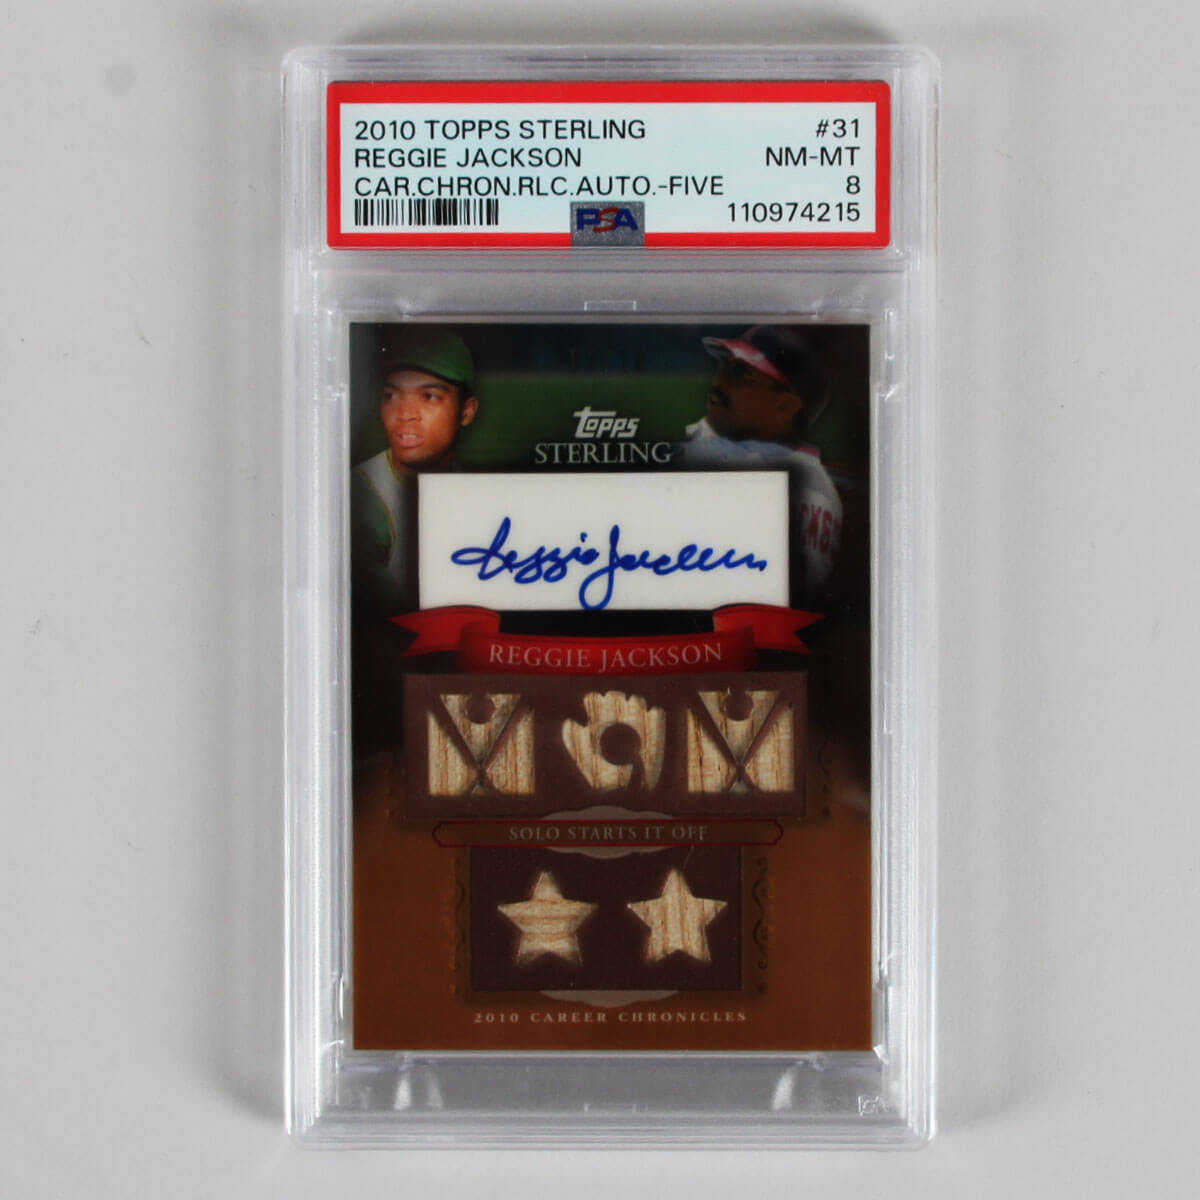 2010 TOPPS STERLING #31
REGGIE JACKSON NM-MT
CAR.CHRON.RLC.AUTO.-FIVE 8
PSA 110974215
Topps
STERLING
Reggie Jackson
REGGIE JACKSON
SOLO STARTS IT OFF
2010 CAREER CHRONICLES